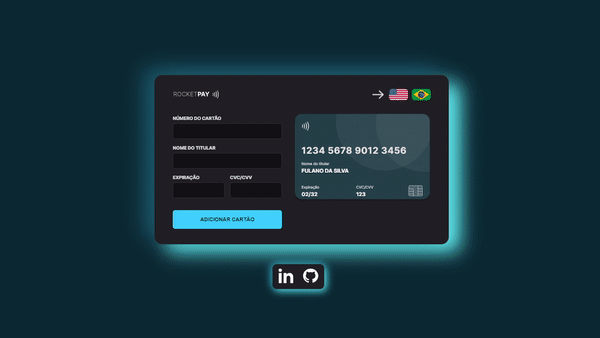 ROCKETPAY
NÚMERO DO CARTÃO
NOME DO TITULAR
EXPIRAÇÃO CVC/CVV
ADICIONAR CARTÃO
1234 5678 9012 3456
Nome do titular
FULANO DA SILVA
Expiração CVC/CVV
02/32 123
in